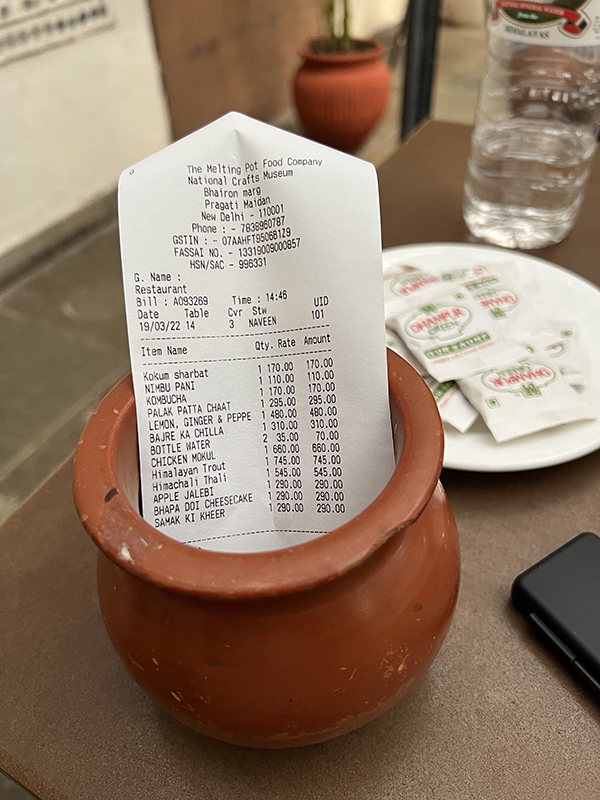 The Melting Pot Food Company
National Crafts Museum
Bhairon marg
Pragati Maidan
New Delhi - 110001
Phone : - 7838960787
GSTIN : - 07AAHFT9506B1Z9
FASSAI NO. - 13319009000857
HSN/SAC - 996331
G. Name :
Restaurant
Bill : A093269 Time : 14:46
Date Table Cvr Stw UID
19/03/22 14 3 NAVEEN 101
Item Name Qty. Rate Amount
Kokum sharbat 1 170.00 170.00
NIMBU PANI 1 110.00 110.00
KOMBUCHA 1 170.00 170.00
PALAK PATTA CHAAT 1 295.00 295.00
LEMON, GINGER & PEPPE 1 480.00 480.00
BAJRE KA CHILLA 1 310.00 310.00
BOTTLE WATER 2 35.00 70.00
CHICKEN MOKUL 1 660.00 660.00
Himalayan Trout 1 745.00 745.00
Himachali Thali 1 545.00 545.00
APPLE JALEBI 1 290.00 290.00
BHAPA DOI CHEESECAKE 1 290.00 290.00
SAMAK KI KHEER 1 290.00 290.00
HIMALAYAS
DHAMPUR
GREEN
DHAMPUR